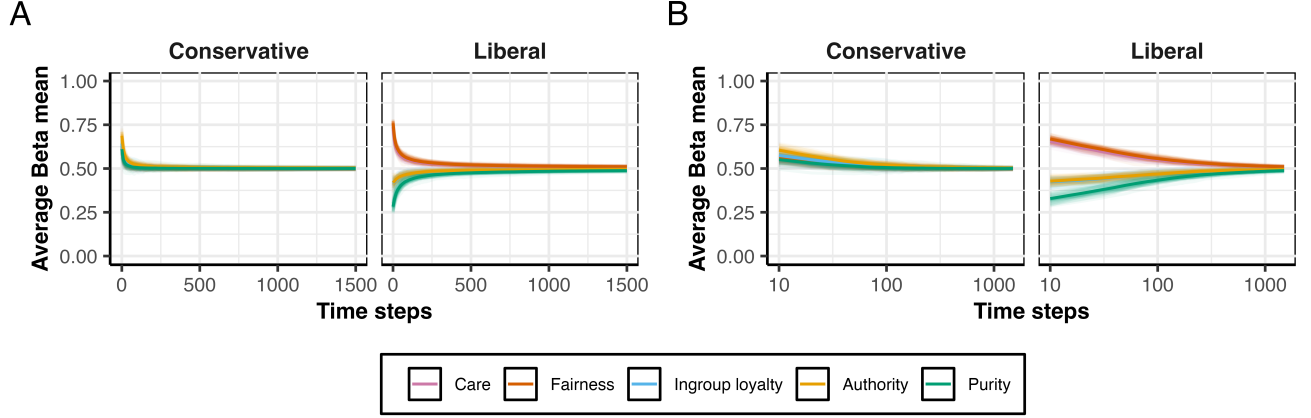 A
B
Conservative
Liberal
Conservative
Liberal
Average Beta mean
1.00
0.75
0.50
0.25
0.00
0
500
1000
1500
0
500
1000
1500
Time steps
Average Beta mean
1.00
0.75
0.50
0.25
0.00
10
100
1000
10
100
1000
Time steps
Care
Fairness
Ingroup loyalty
Authority
Purity